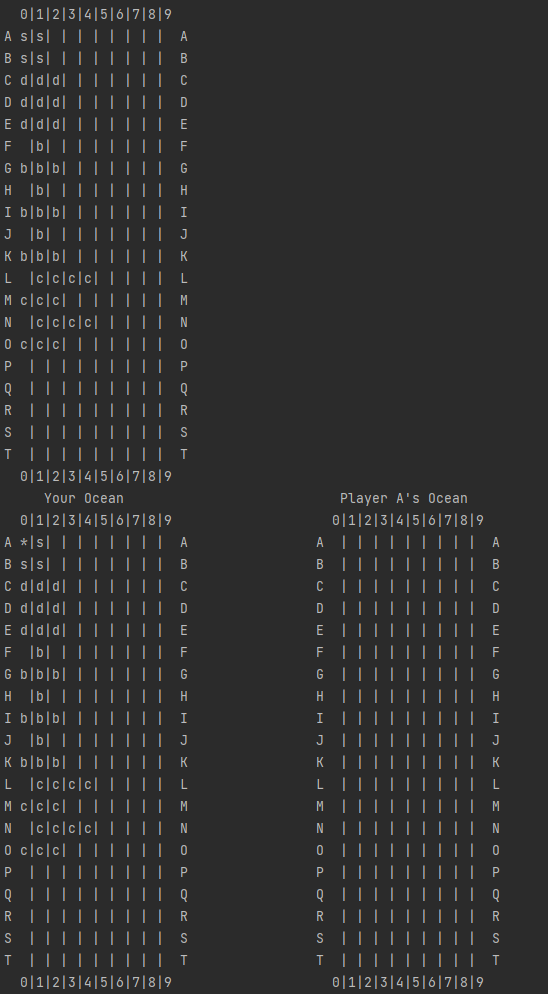 0|1|2|3|4|5|6|7|8|9
A s|s| | | | | | | |  A
B s|s| | | | | | | |  B
C d|d|d| | | | | | |  C
D d|d|d| | | | | | |  D
E d|d|d| | | | | | |  E
F  |b| | | | | | | |  F
G b|b|b| | | | | | |  G
H  |b| | | | | | | |  H
I b|b|b| | | | | | |  I
J  |b| | | | | | | |  J
K b|b|b| | | | | | |  K
L  |c|c|c|c| | | | |  L
M c|c|c| | | | | | |  M
N  |c|c|c|c| | | | |  N
O c|c|c| | | | | | |  O
P  | | | | | | | | |  P
Q  | | | | | | | | |  Q
R  | | | | | | | | |  R
S  | | | | | | | | |  S
T  | | | | | | | | |  T
  0|1|2|3|4|5|6|7|8|9
     Your Ocean                           Player A's Ocean
  0|1|2|3|4|5|6|7|8|9                    0|1|2|3|4|5|6|7|8|9
A *|s| | | | | | | |  A                A  | | | | | | | | |  A
B s|s| | | | | | | |  B                B  | | | | | | | | |  B
C d|d|d| | | | | | |  C                C  | | | | | | | | |  C
D d|d|d| | | | | | |  D                D  | | | | | | | | |  D
E d|d|d| | | | | | |  E                E  | | | | | | | | |  E
F  |b| | | | | | | |  F                F  | | | | | | | | |  F
G b|b|b| | | | | | |  G                G  | | | | | | | | |  G
H  |b| | | | | | | |  H                H  | | | | | | | | |  H
I b|b|b| | | | | | |  I                I  | | | | | | | | |  I
J  |b| | | | | | | |  J                J  | | | | | | | | |  J
K b|b|b| | | | | | |  K                K  | | | | | | | | |  K
L  |c|c|c|c| | | | |  L                L  | | | | | | | | |  L
M c|c|c| | | | | | |  M                M  | | | | | | | | |  M
N  |c|c|c|c| | | | |  N                N  | | | | | | | | |  N
O c|c|c| | | | | | |  O                O  | | | | | | | | |  O
P  | | | | | | | | |  P                P  | | | | | | | | |  P
Q  | | | | | | | | |  Q                Q  | | | | | | | | |  Q
R  | | | | | | | | |  R                R  | | | | | | | | |  R
S  | | | | | | | | |  S                S  | | | | | | | | |  S
T  | | | | | | | | |  T                T  | | | | | | | | |  T
  0|1|2|3|4|5|6|7|8|9                    0|1|2|3|4|5|6|7|8|9